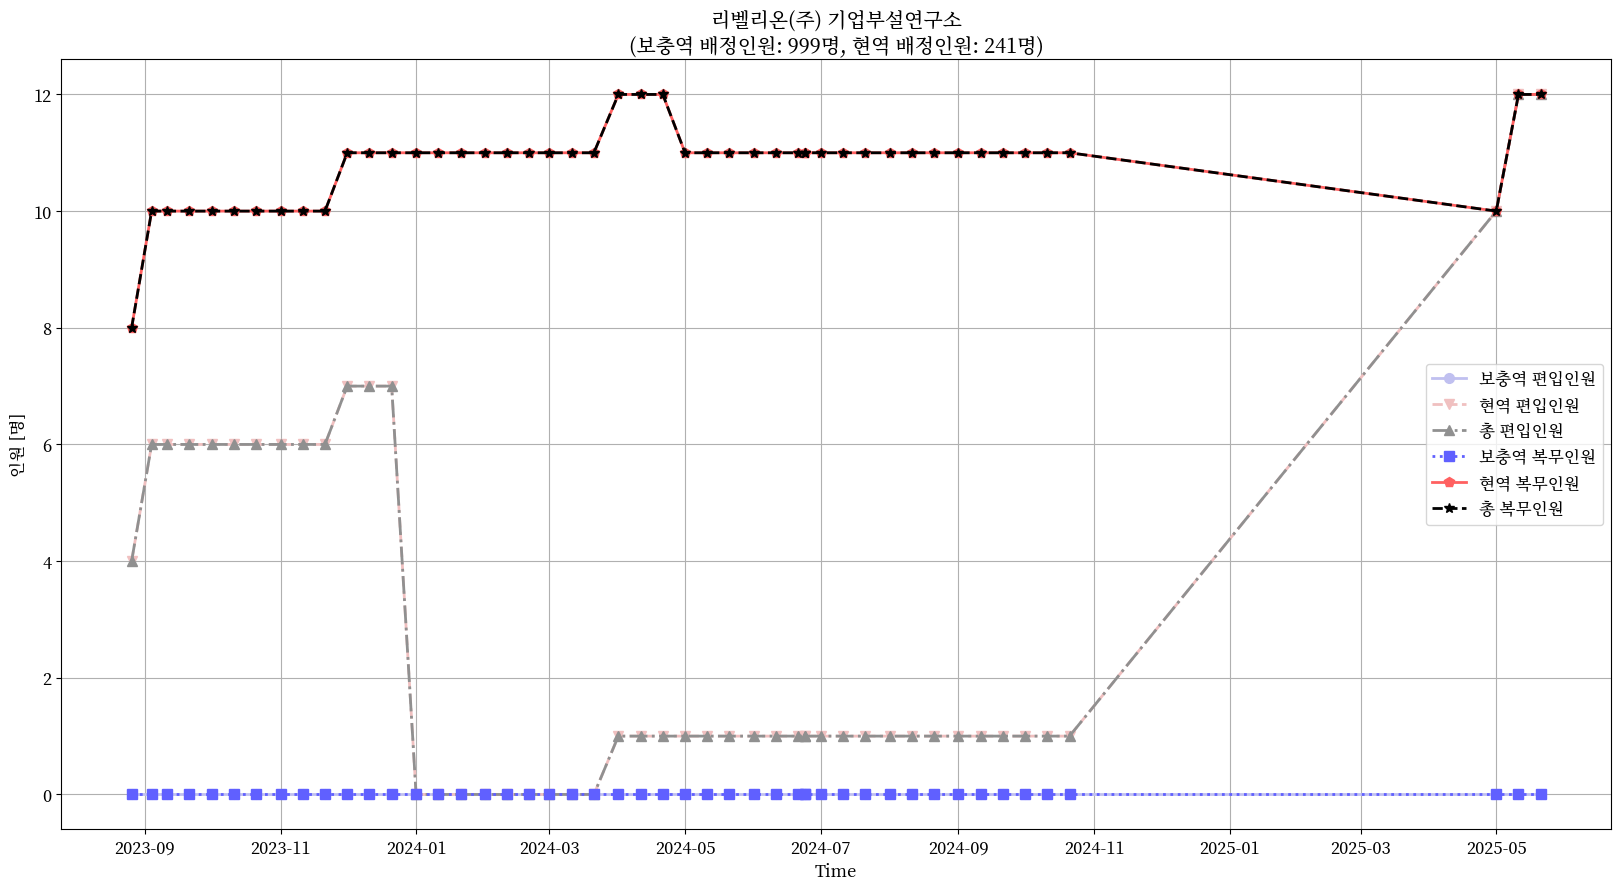 리벨리온(주) 기업부설연구소
(보충역 배정인원: 999명, 현역 배정인원: 241명)
인원 [명]
12
10
8
6
4
2
0
보충역 편입인원
현역 편입인원
총 편입인원
보충역 복무인원
현역 복무인원
총 복무인원
2023-09
2023-11
2024-01
2024-03
2024-05
2024-07
2024-09
2024-11
2025-01
2025-03
2025-05
Time